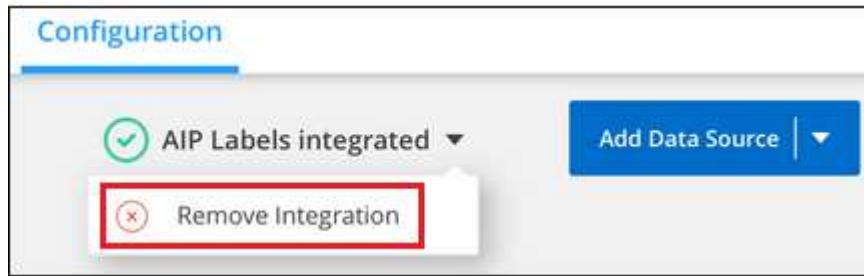 Configuration
AIP Labels integrated
Add Data Source
Remove Integration